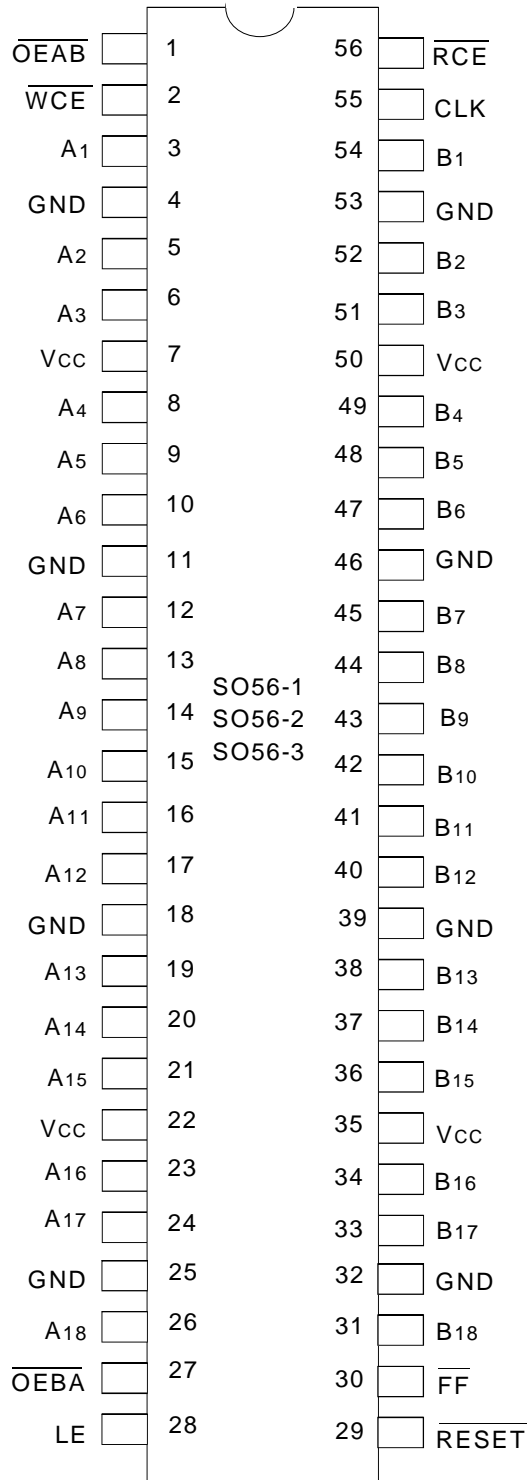 OEAB 1 56 RCE
WCE 2 55 CLK
A1 3 54 B1
GND 4 53 GND
A2 5 52 B2
A3 6 51 B3
VCC 7 50 VCC
A4 8 49 B4
A5 9 48 B5
A6 10 47 B6
GND 11 46 GND
A7 12 45 B7
A8 13 44 B8
SO56-1
A9 14 SO56-2 43 B9
A10 15 SO56-3 42 B10
A11 16 41 B11
A12 17 40 B12
GND 18 39 GND
A13 19 38 B13
A14 20 37 B14
A15 21 36 B15
VCC 22 35 VCC
A16 23 34 B16
A17 24 33 B17
GND 25 32 GND
A18 26 31 B18
OEBA 27 30 FF
LE 28 29 RESET